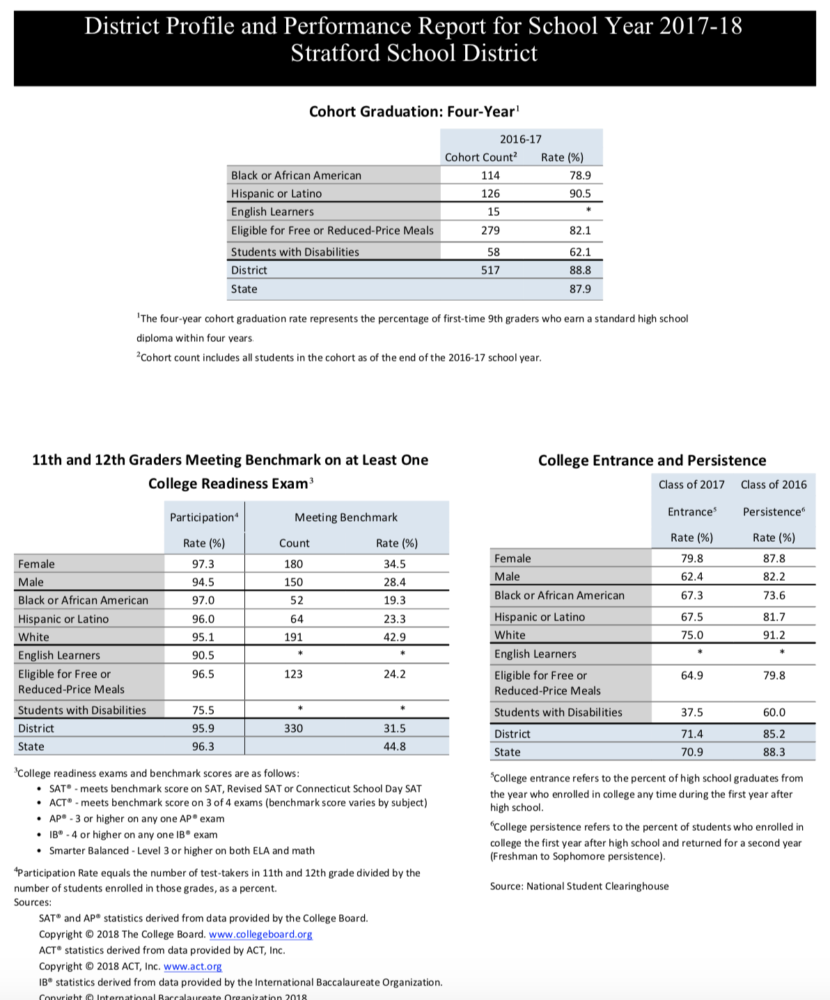 District Profile and Performance Report for School Year 2017-18
Stratford School District
Cohort Graduation: Four-Year¹
2016-17
Cohort Count² Rate (%)
Black or African American 114 78.9
Hispanic or Latino 126 90.5
English Learners 15 *
Eligible for Free or Reduced-Price Meals 279 82.1
Students with Disabilities 58 62.1
District 517 88.8
State 87.9
¹The four-year cohort graduation rate represents the percentage of first-time 9th graders who earn a standard high school
diploma within four years.
²Cohort count includes all students in the cohort as of the end of the 2016-17 school year.
11th and 12th Graders Meeting Benchmark on at Least One
College Readiness Exam³
Participation⁴ Meeting Benchmark
Rate (%) Count Rate (%)
Female 97.3 180 34.5
Male 94.5 150 28.4
Black or African American 97.0 52 19.3
Hispanic or Latino 96.0 64 23.3
White 95.1 191 42.9
English Learners 90.5 * *
Eligible for Free or 96.5 123 24.2
Reduced-Price Meals
Students with Disabilities 75.5 * *
District 95.9 330 31.5
State 96.3 44.8
³College readiness exams and benchmark scores are as follows:
• SAT® - meets benchmark score on SAT, Revised SAT or Connecticut School Day SAT
• ACT® - meets benchmark score on 3 of 4 exams (benchmark score varies by subject)
• AP® - 3 or higher on any one AP® exam
• IB® - 4 or higher on any one IB® exam
• Smarter Balanced - Level 3 or higher on both ELA and math
⁴Participation Rate equals the number of test-takers in 11th and 12th grade divided by the
number of students enrolled in those grades, as a percent.
Sources:
SAT® and AP® statistics derived from data provided by the College Board.
Copyright © 2018 The College Board. www.collegeboard.org
ACT® statistics derived from data provided by ACT, Inc.
Copyright © 2018 ACT, Inc. www.act.org
IB® statistics derived from data provided by the International Baccalaureate Organization.
Copyright © International Baccalaureate Organization 2018
College Entrance and Persistence
Class of 2017 Class of 2016
Entrance⁵ Persistence⁶
Rate (%) Rate (%)
Female 79.8 87.8
Male 62.4 82.2
Black or African American 67.3 73.6
Hispanic or Latino 67.5 81.7
White 75.0 91.2
English Learners * *
Eligible for Free or 64.9 79.8
Reduced-Price Meals
Students with Disabilities 37.5 60.0
District 71.4 85.2
State 70.9 88.3
⁵College entrance refers to the percent of high school graduates from
the year who enrolled in college any time during the first year after
high school.
⁶College persistence refers to the percent of students who enrolled in
college the first year after high school and returned for a second year
(Freshman to Sophomore persistence).
Source: National Student Clearinghouse